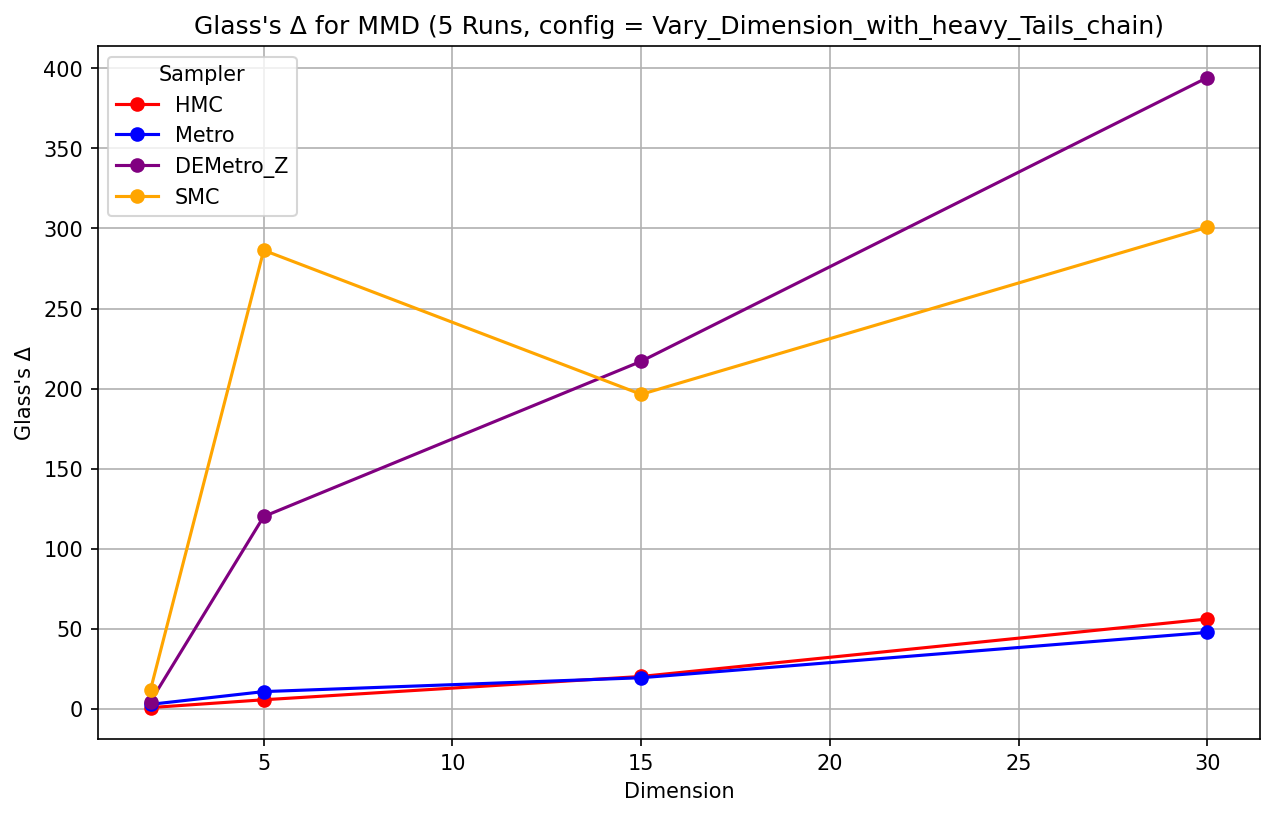 Glass's Δ for MMD (5 Runs, config = Vary_Dimension_with_heavy_Tails_chain)
Sampler
HMC
Metro
DEMetro_Z
SMC
400
350
300
250
200
150
100
50
0
Glass's Δ
5
10
15
20
25
30
Dimension